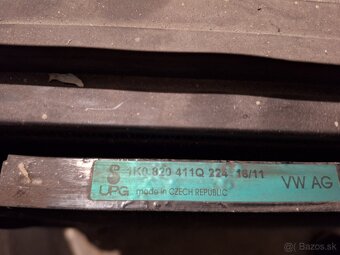 1K0 820 411Q 224 18/11
UPG made in CZECH REPUBLIC VW AG
Bazos.sk